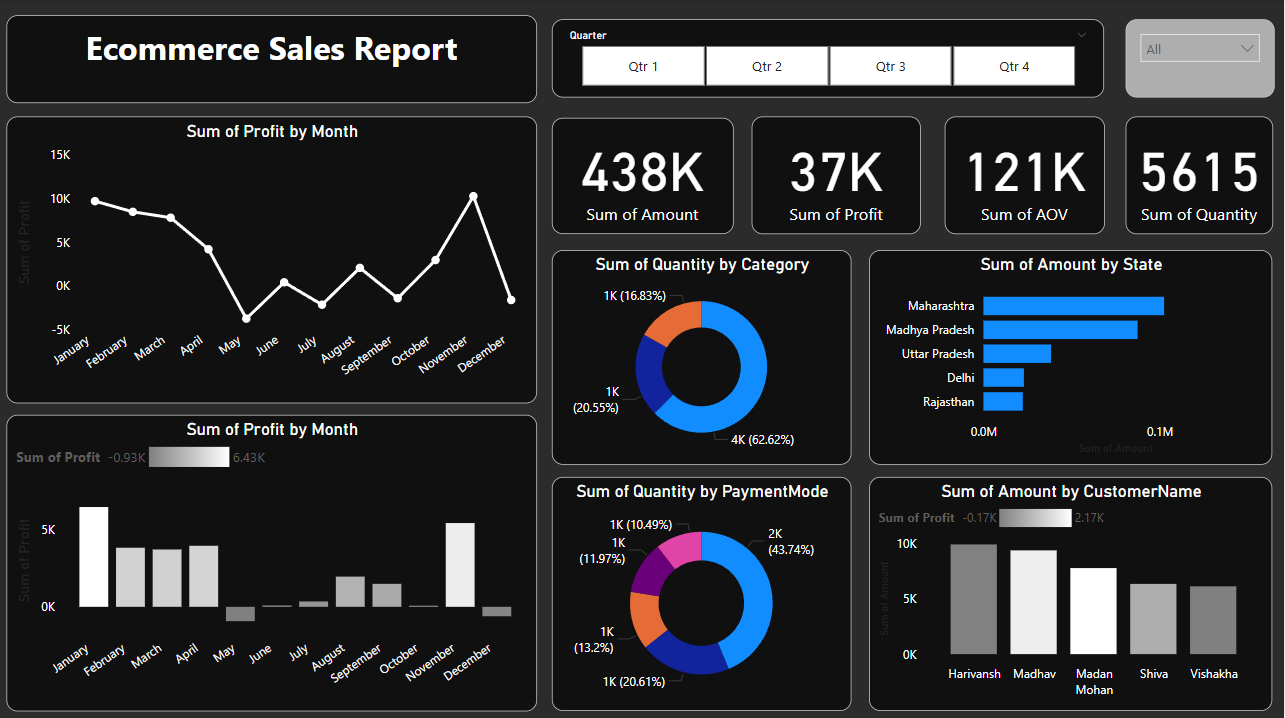 Ecommerce Sales Report
Quarter
Qtr 1
Qtr 2
Qtr 3
Qtr 4
All
Sum of Profit by Month
Sum of Profit
15K
10K
5K
0K
-5K
January
February
March
April
May
June
July
August
September
October
November
December
438K
Sum of Amount
37K
Sum of Profit
121K
Sum of AOV
5615
Sum of Quantity
Sum of Quantity by Category
1K (16.83%)
1K
(20.55%)
4K (62.62%)
Sum of Amount by State
Maharashtra
Madhya Pradesh
Uttar Pradesh
Delhi
Rajasthan
0.0M
0.1M
Sum of Amount
Sum of Profit by Month
Sum of Profit -0.93K 6.43K
Sum of Profit
5K
0K
January
February
March
April
May
June
July
August
September
October
November
December
Sum of Quantity by PaymentMode
1K (10.49%)
1K
(11.97%)
1K
(13.2%)
1K (20.61%)
2K
(43.74%)
Sum of Amount by CustomerName
Sum of Profit -0.17K 2.17K
Sum of Amount
10K
5K
0K
Harivansh
Madhav
Madan
Mohan
Shiva
Vishakha